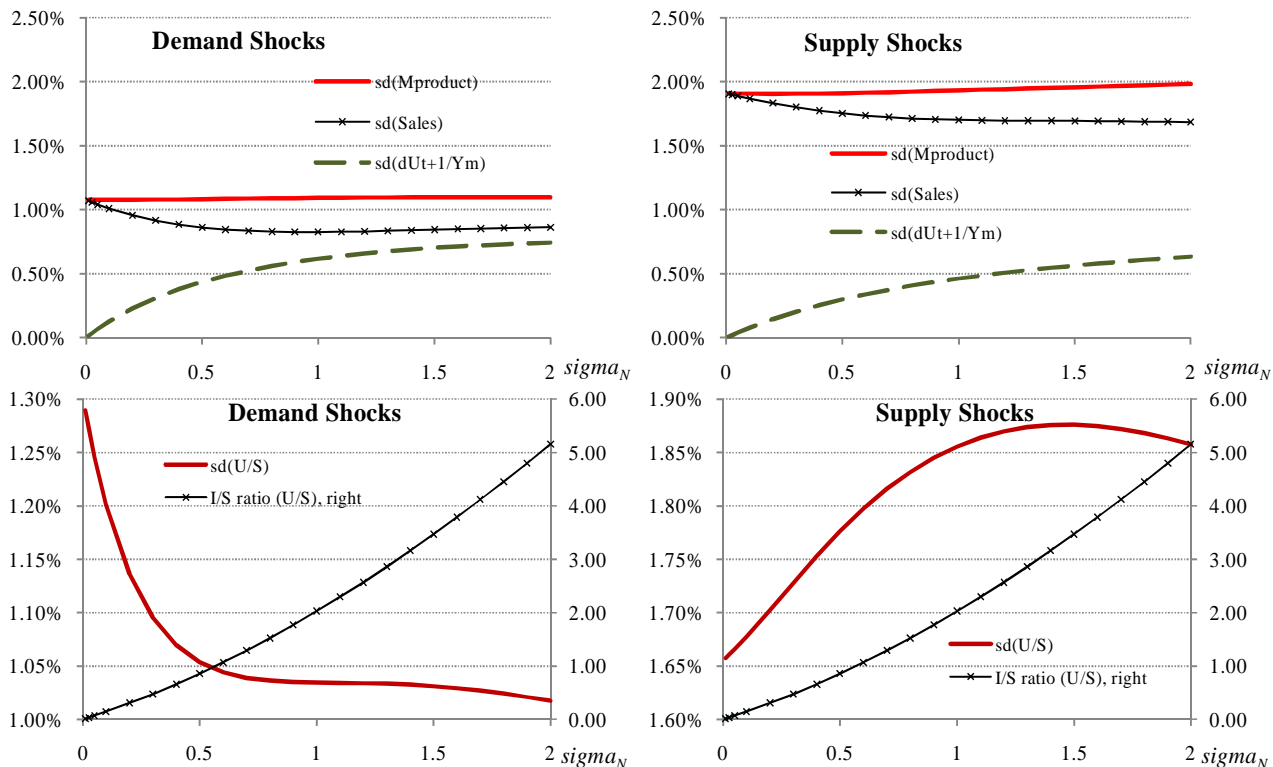 Demand Shocks
2.50%
2.00%
1.50%
1.00%
0.50%
0.00%
sd(Mproduct)
sd(Sales)
sd(dUt+1/Ym)
0 0.5 1 1.5 2 sigma_N
Supply Shocks
2.50%
2.00%
1.50%
1.00%
0.50%
0.00%
sd(Mproduct)
sd(Sales)
sd(dUt+1/Ym)
0 0.5 1 1.5 2 sigma_N
Demand Shocks
1.30%
1.25%
1.20%
1.15%
1.10%
1.05%
1.00%
sd(U/S)
I/S ratio (U/S), right
6.00
5.00
4.00
3.00
2.00
1.00
0.00
0 0.5 1 1.5 2 sigma_N
Supply Shocks
1.90%
1.85%
1.80%
1.75%
1.70%
1.65%
1.60%
sd(U/S)
I/S ratio (U/S), right
6.00
5.00
4.00
3.00
2.00
1.00
0.00
0 0.5 1 1.5 2 sigma_N